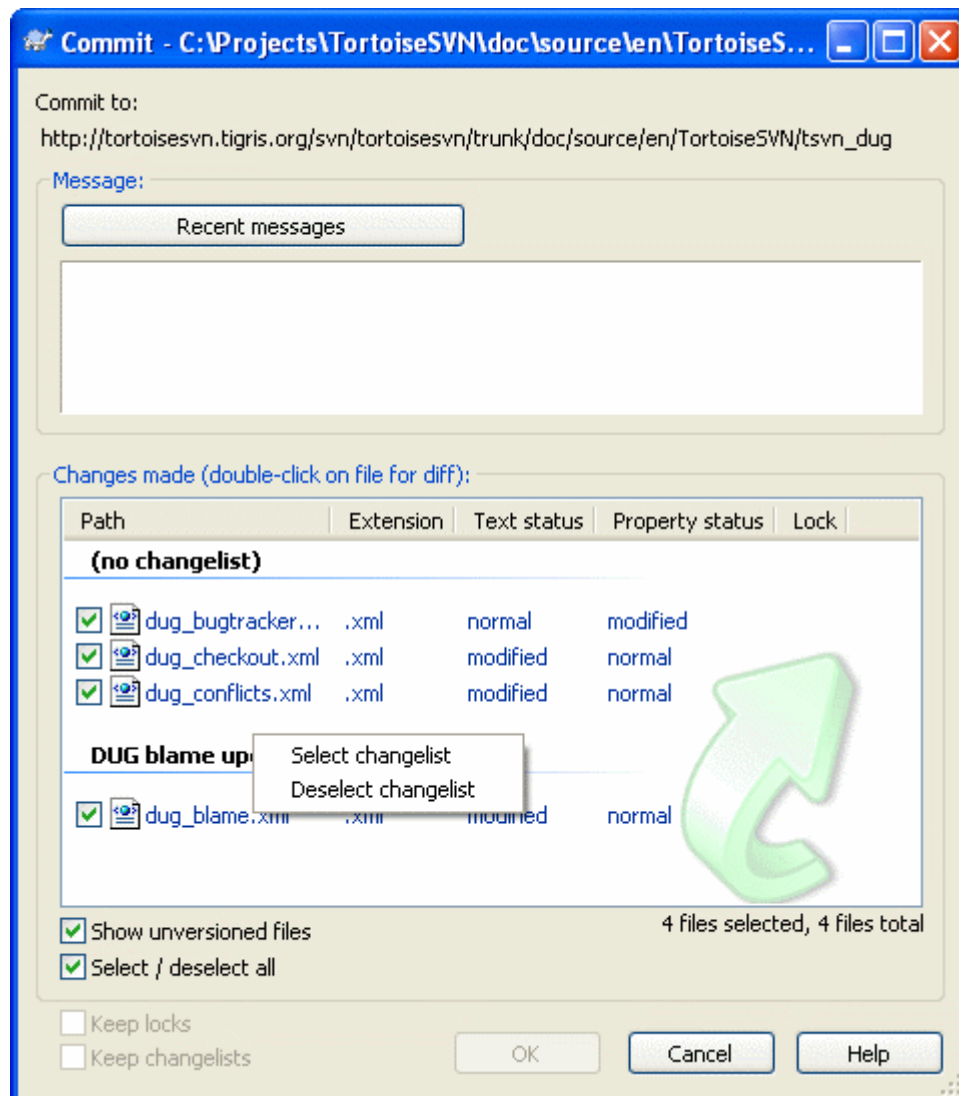 Commit - C:\Projects\TortoiseSVN\doc\source\en\TortoiseS...
Commit to:
http://tortoisesvn.tigris.org/svn/tortoisesvn/trunk/doc/source/en/TortoiseSVN/tsvn_dug
Message:
Recent messages
Changes made (double-click on file for diff):
Path Extension Text status Property status Lock
(no changelist)
dug_bugtracker... .xml normal modified
dug_checkout.xml .xml modified normal
dug_conflicts.xml .xml modified normal
DUG blame
Select changelist
Deselect changelist
dug_blame.xml .xml modified normal
4 files selected, 4 files total
Show unversioned files
Select / deselect all
Keep locks
Keep changelists
OK Cancel Help